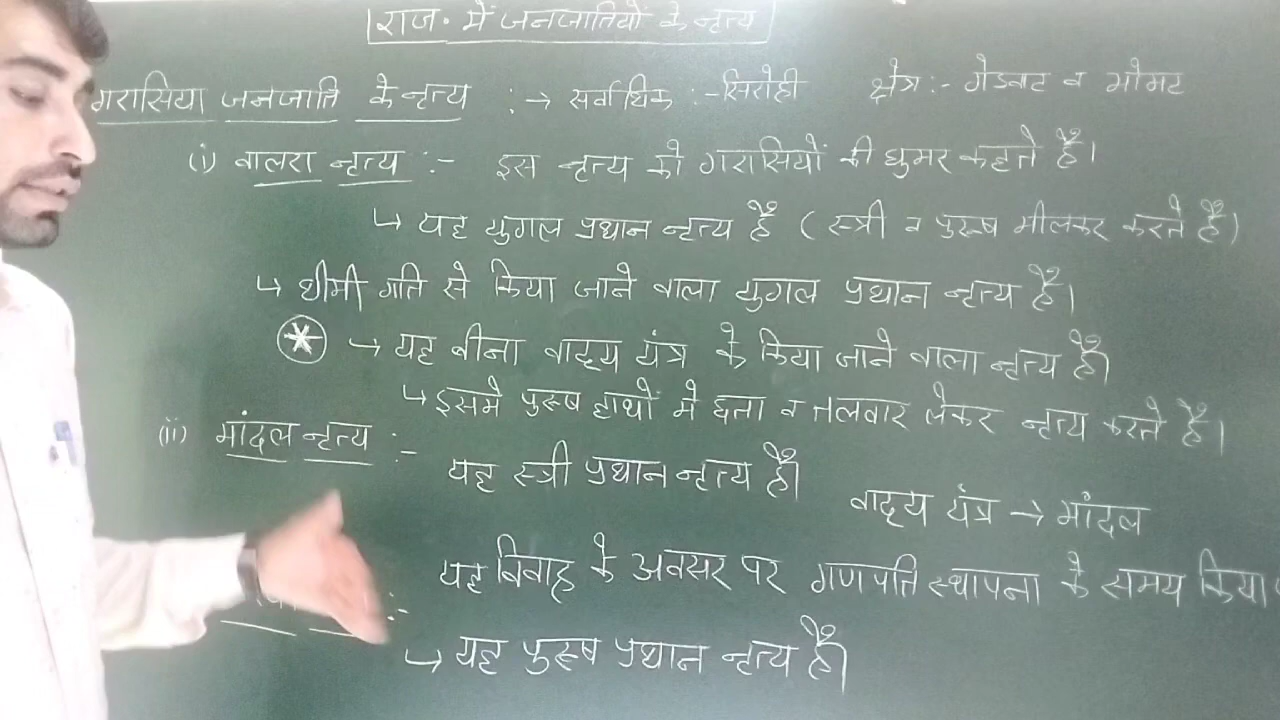 राज. में जनजातियों के नृत्य
गरासिया जनजाति के नृत्य :→ सर्वाधिक :- सिरोही क्षेत्र :- गोडवाट व भोमट
(i) वालरा नृत्य :- इस नृत्य को गरासियों की घुमर कहते हैं।
↳ यह युगल प्रधान नृत्य हैं (स्त्री व पुरूष मीलकर करते हैं)
↳ धीमी गति से किया जाने वाला युगल प्रधान नृत्य हैं।
* → यह बीना वाद्य यंत्र के किया जाने वाला नृत्य हैं।
↳ इसमे पुरूष हाथों मे छाता व तलवार लेकर नृत्य करते हैं।
(ii) मांदल नृत्य :- यह स्त्री प्रधान नृत्य हैं।
वाद्य यंत्र → मांदल
यह विवाह के अवसर पर गणपति स्थापना के समय किया
:-
↳ यह पुरूष प्रधान नृत्य हैं।